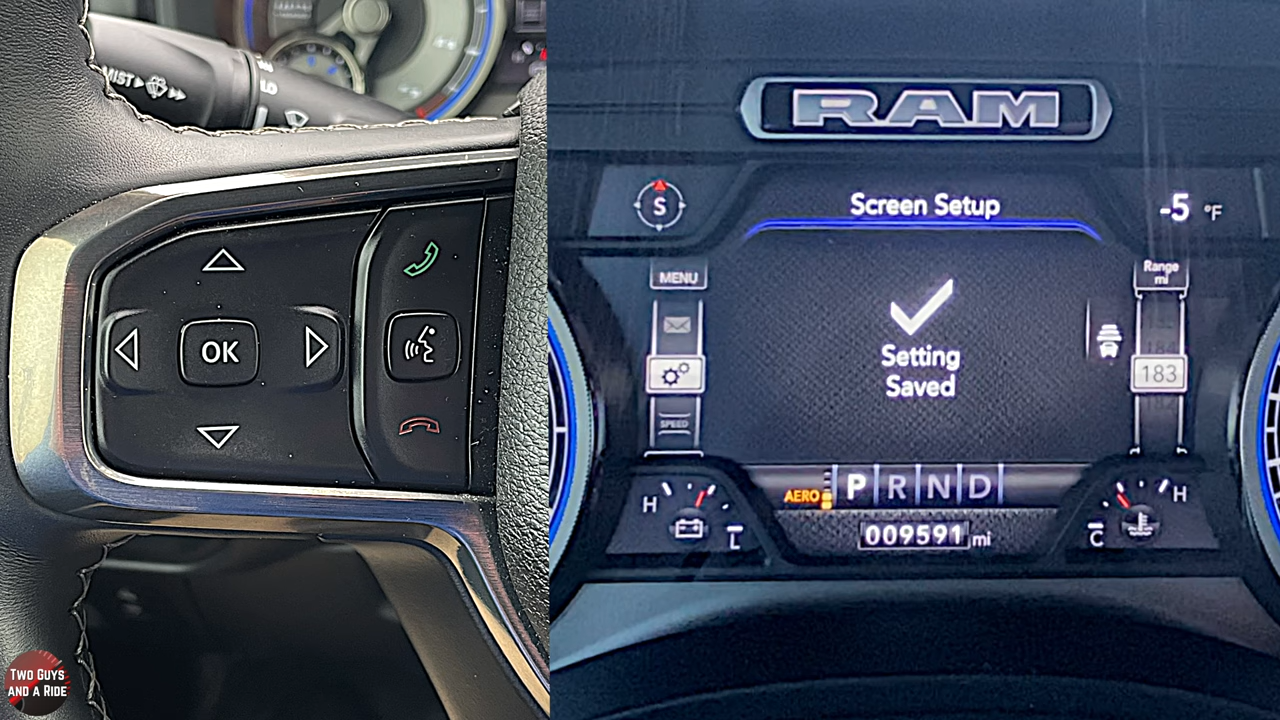 MIST
LO
OK
TWO GUYS
AND A RIDE
RAM
S
Screen Setup
-5 °F
MENU
Range
mi
Setting
Saved
183
SPEED
AERO
P R N D
H
L
H
C
009591 mi